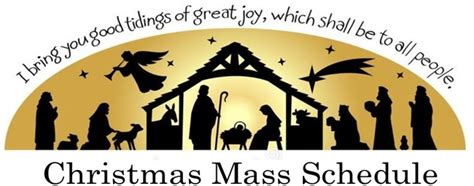 I bring you good tidings of great joy, which shall be to all people.
Christmas Mass Schedule